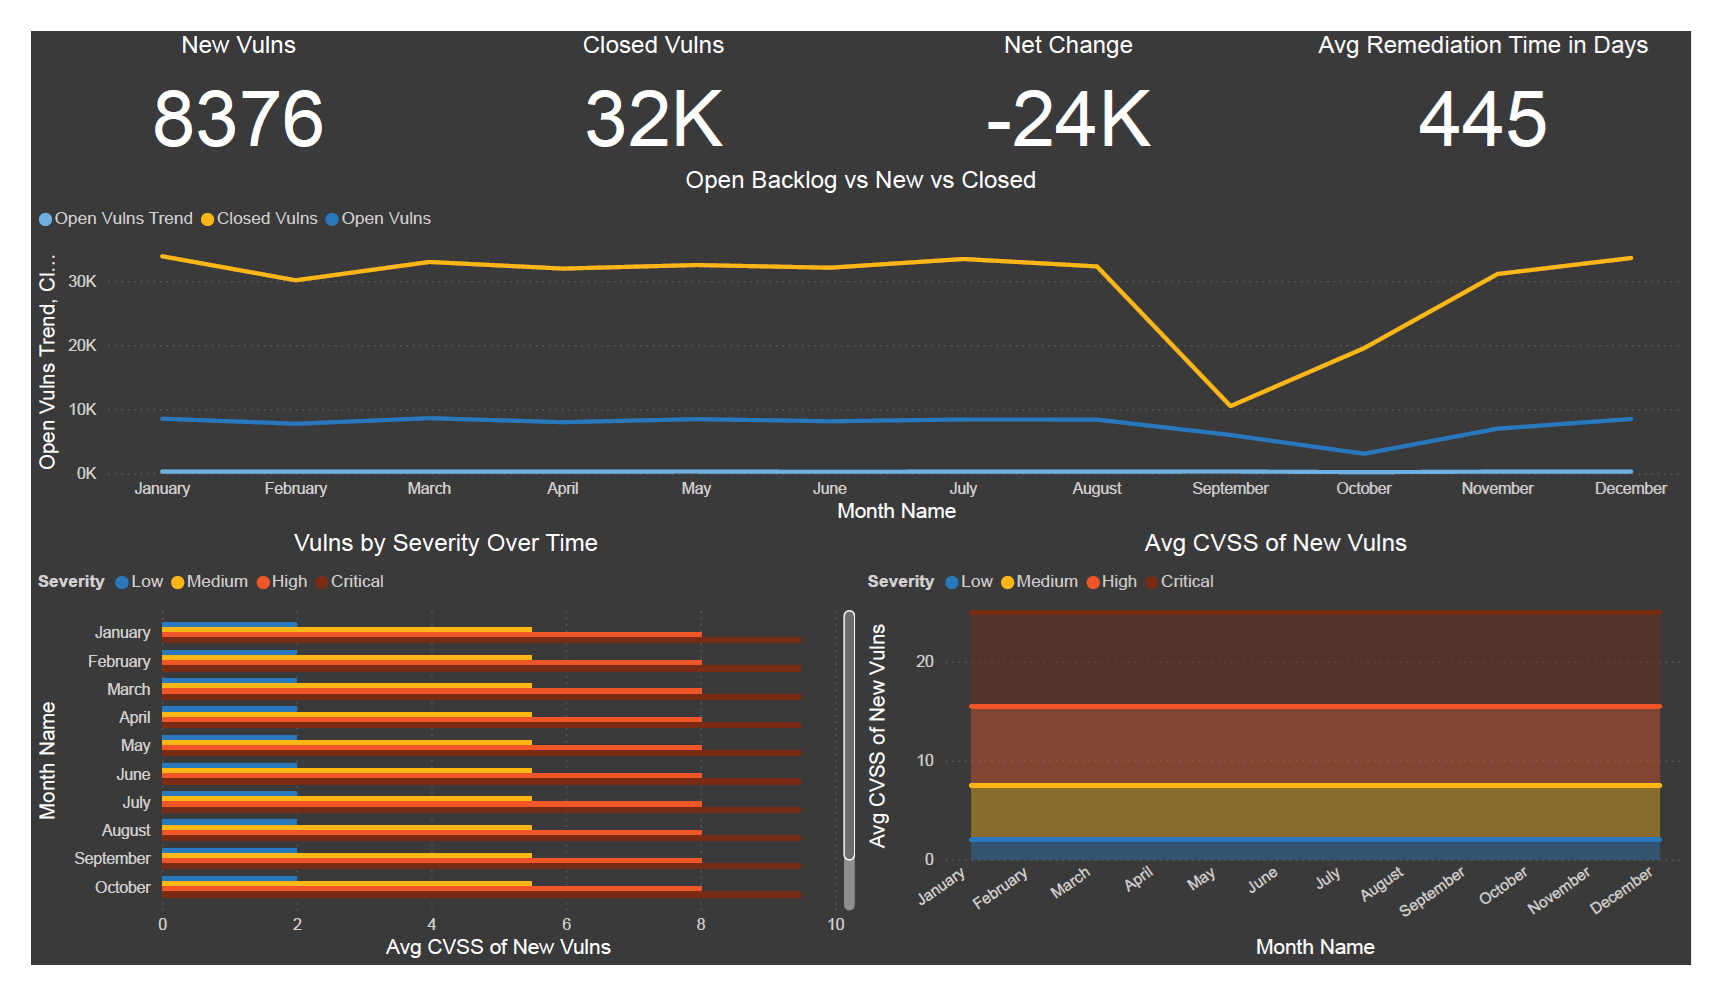 New Vulns
Closed Vulns
Net Change
Avg Remediation Time in Days
8376
32K
-24K
445
Open Backlog vs New vs Closed
Open Vulns Trend Closed Vulns Open Vulns
Open Vulns Trend, Cl...
30K
20K
10K
0K
January February March April May June July August September October November December
Month Name
Vulns by Severity Over Time
Severity Low Medium High Critical
Month Name
January
February
March
April
May
June
July
August
September
October
0 2 4 6 8 10
Avg CVSS of New Vulns
Avg CVSS of New Vulns
Severity Low Medium High Critical
Avg CVSS of New Vulns
20
10
0
January February March April May June July August September October November December
Month Name